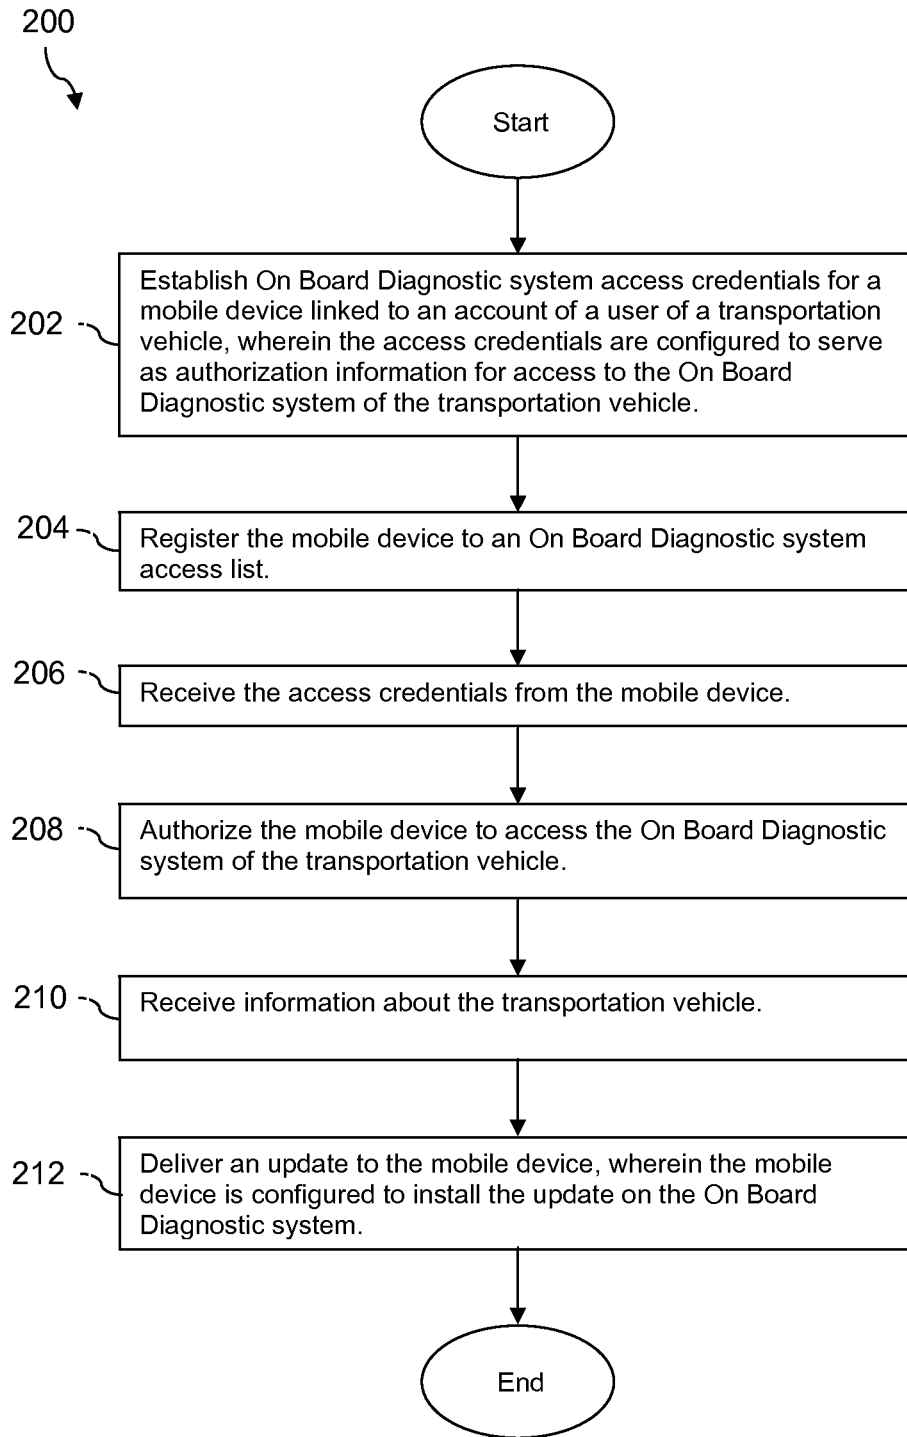 200
Start
202
Establish On Board Diagnostic system access credentials for a
mobile device linked to an account of a user of a transportation
vehicle, wherein the access credentials are configured to serve
as authorization information for access to the On Board
Diagnostic system of the transportation vehicle.
204
Register the mobile device to an On Board Diagnostic system
access list.
206
Receive the access credentials from the mobile device.
208
Authorize the mobile device to access the On Board Diagnostic
system of the transportation vehicle.
210
Receive information about the transportation vehicle.
212
Deliver an update to the mobile device, wherein the mobile
device is configured to install the update on the On Board
Diagnostic system.
End